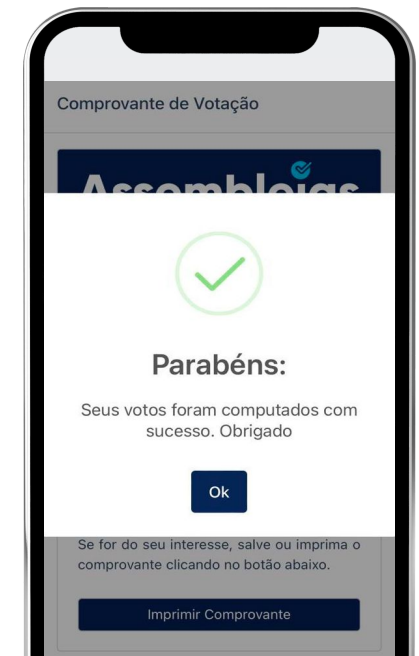 Comprovante de Votação
Assembleias
Parabéns:
Seus votos foram computados com
sucesso. Obrigado
Ok
Se for do seu interesse, salve ou imprima o
comprovante clicando no botão abaixo.
Imprimir Comprovante